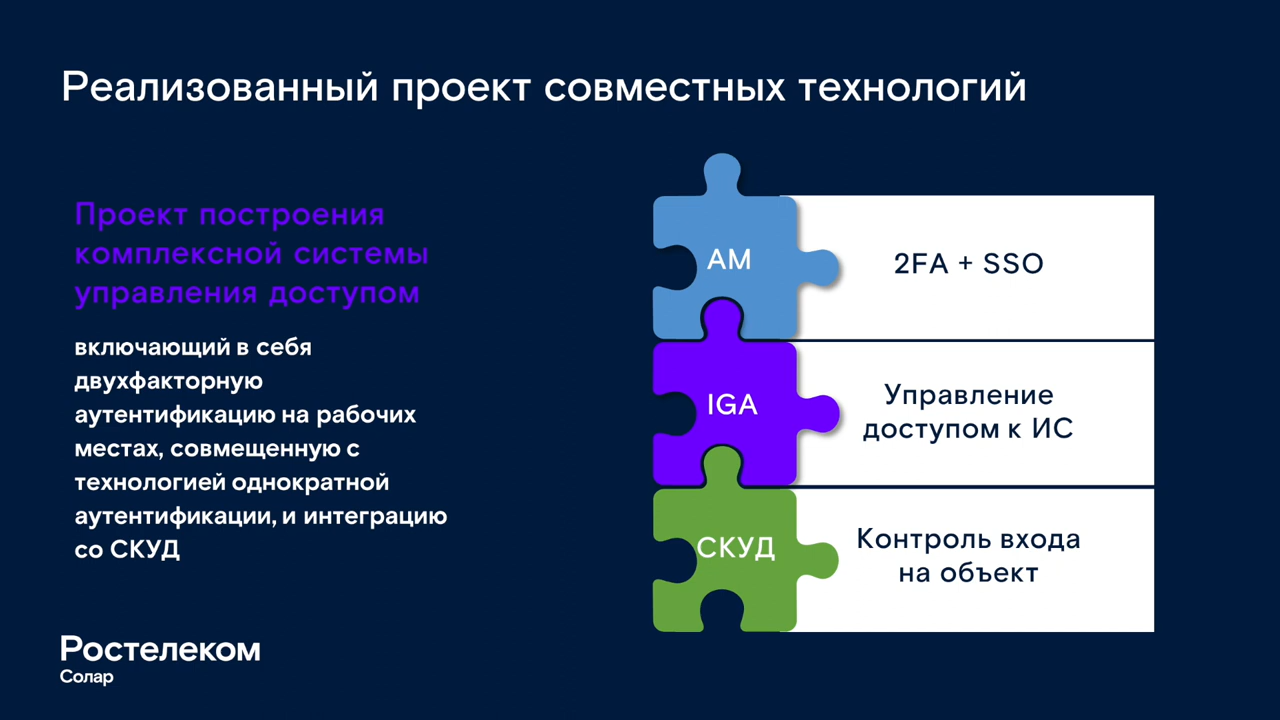 Реализованный проект совместных технологий
Проект построения
комплексной системы
управления доступом
включающий в себя
двухфакторную
аутентификацию на рабочих
местах, совмещенную с
технологией однократной
аутентификации, и интеграцию
со СКУД
AM
2FA + SSO
IGA
Управление
доступом к ИС
СКУД
Контроль входа
на объект
Ростелеком
Солар